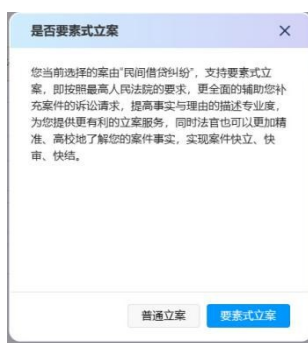 是否要素式立案
您当前选择的案由"民间借贷纠纷"，支持要素式立
案，即按照最高人民法院的要求，更全面的辅助您补
充案件的诉讼请求，提高事实与理由的描述专业度，
为您提供更有利的立案服务，同时法官也可以更加精
准、高校地了解您的案件事实，实现案件快立、快
审、快结。
普通立案 要素式立案